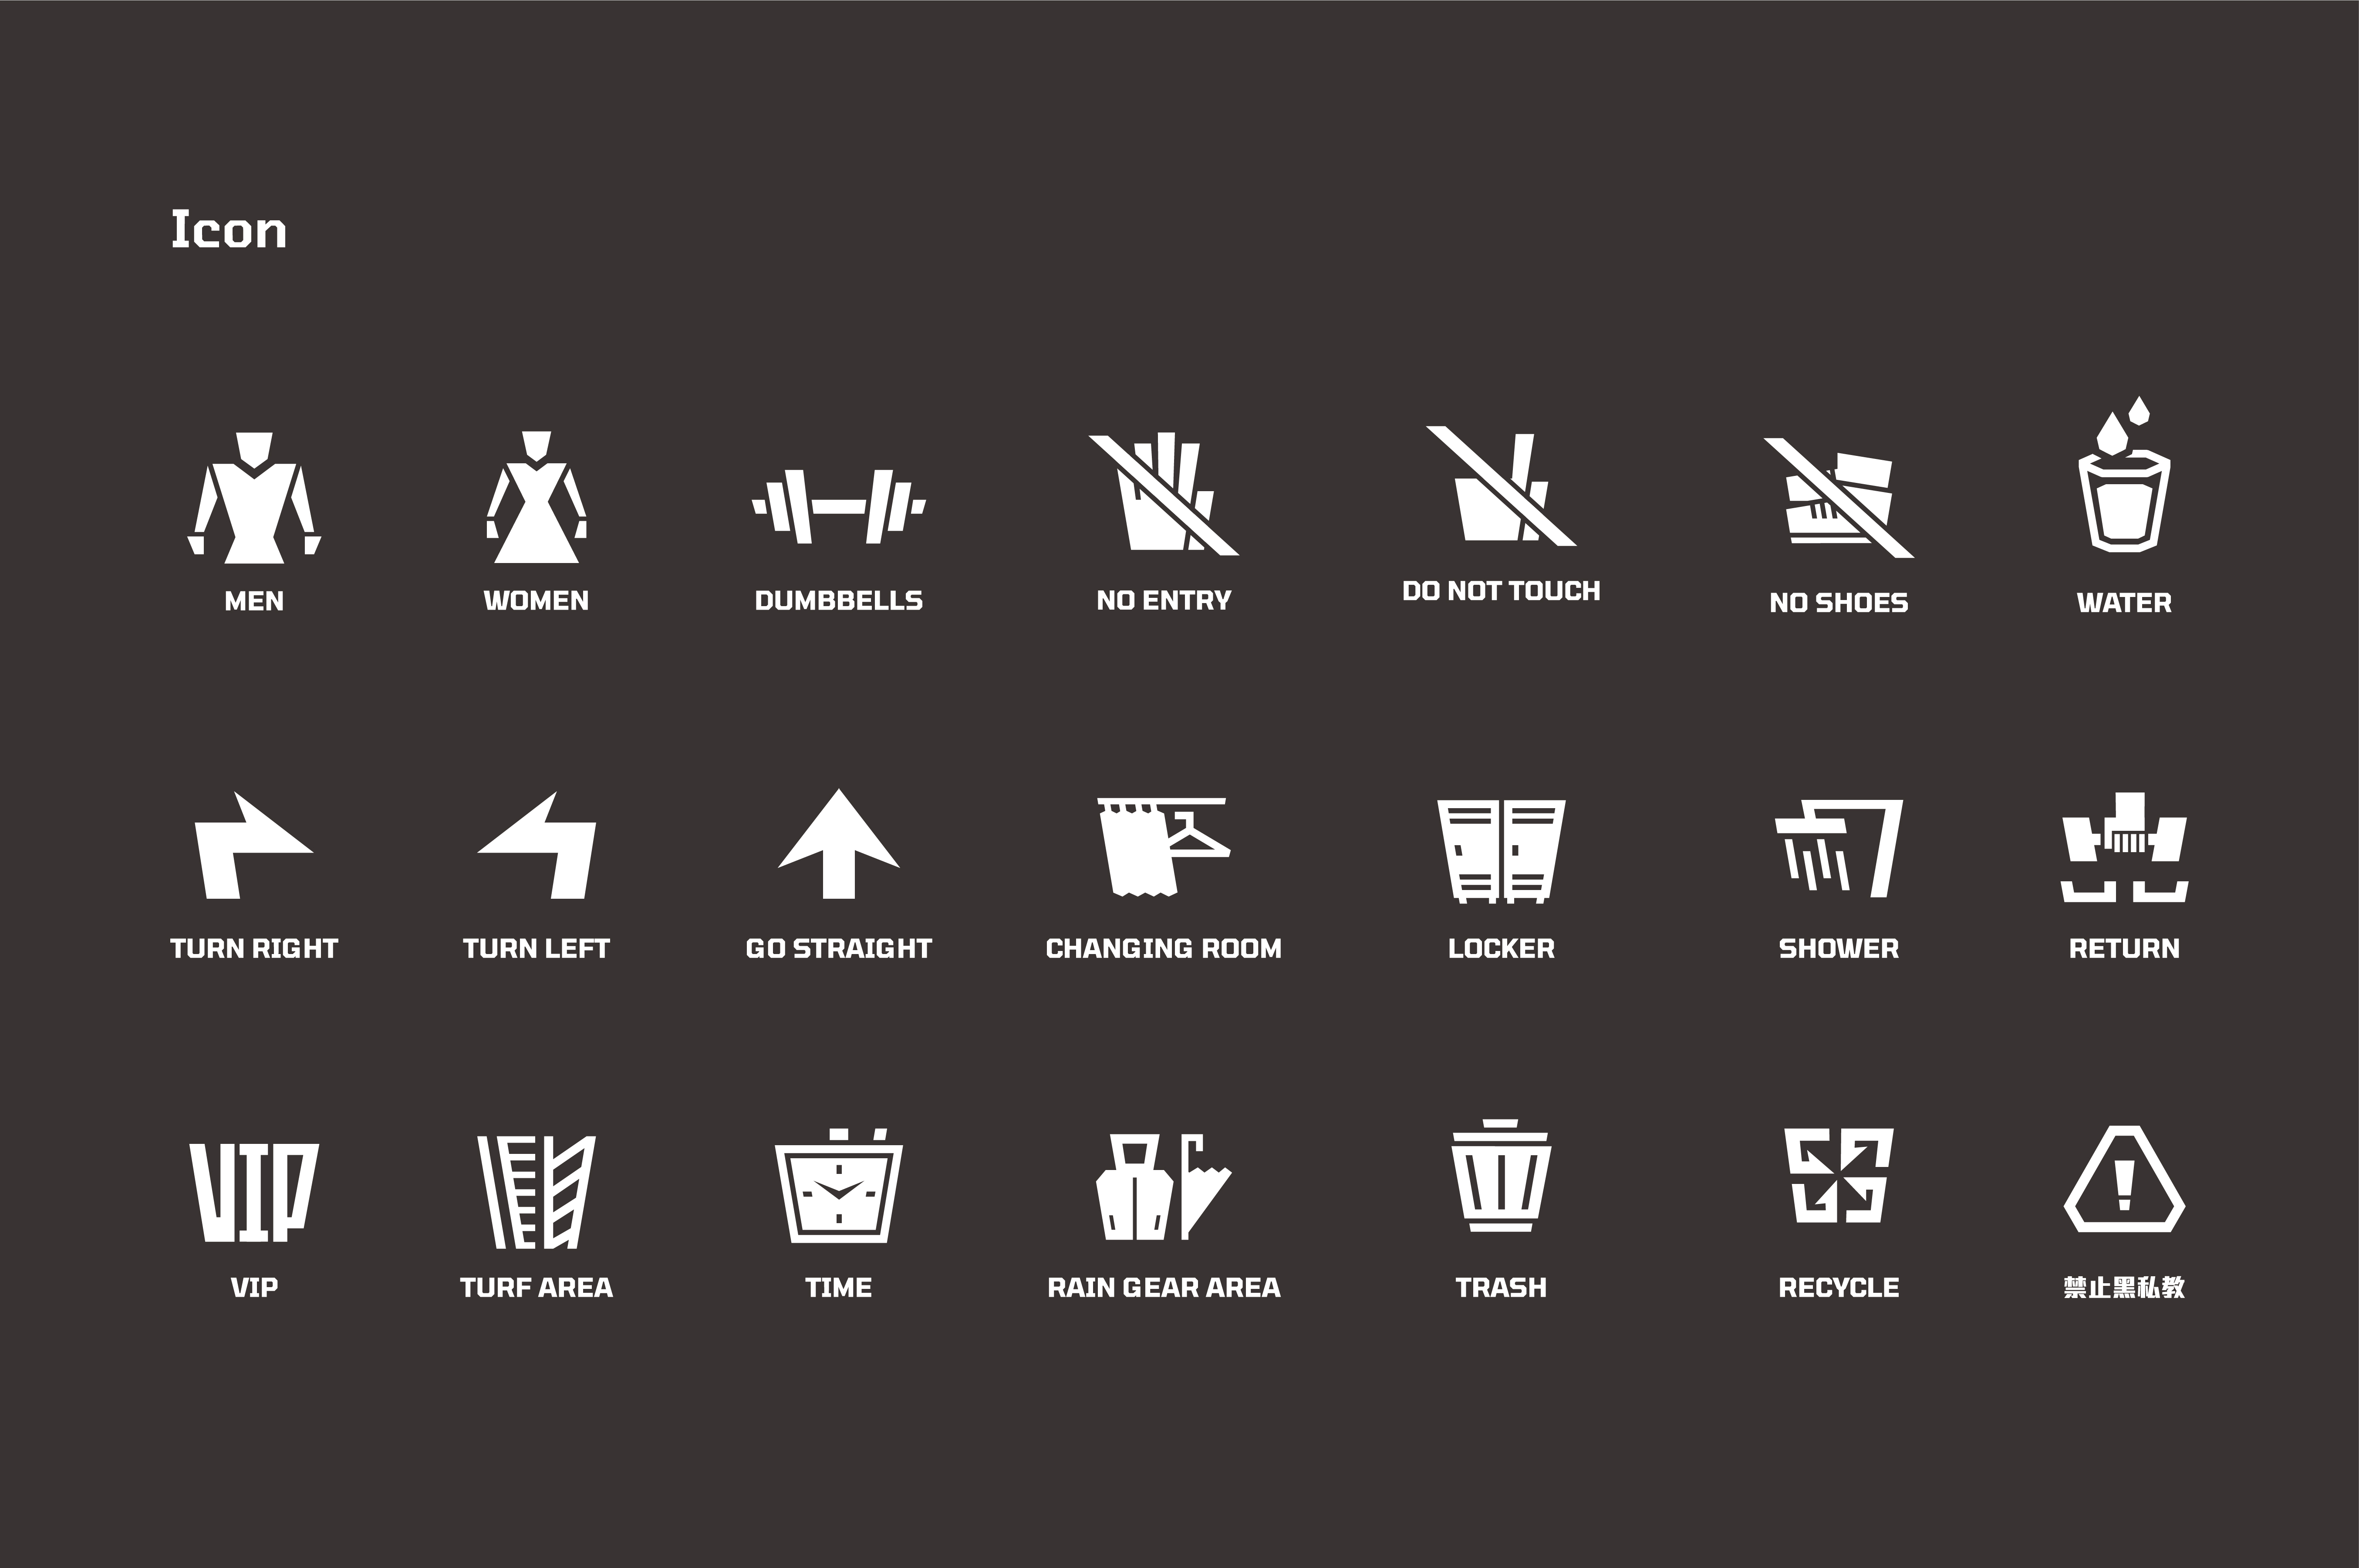 Icon
MEN
WOMEN
DUMBBELLS
NO ENTRY
DO NOT TOUCH
NO SHOES
WATER
TURN RIGHT
TURN LEFT
GO STRAIGHT
CHANGING ROOM
LOCKER
SHOWER
RETURN
VIP
VIP
TURF AREA
TIME
RAIN GEAR AREA
TRASH
RECYCLE
!
禁止黑私教